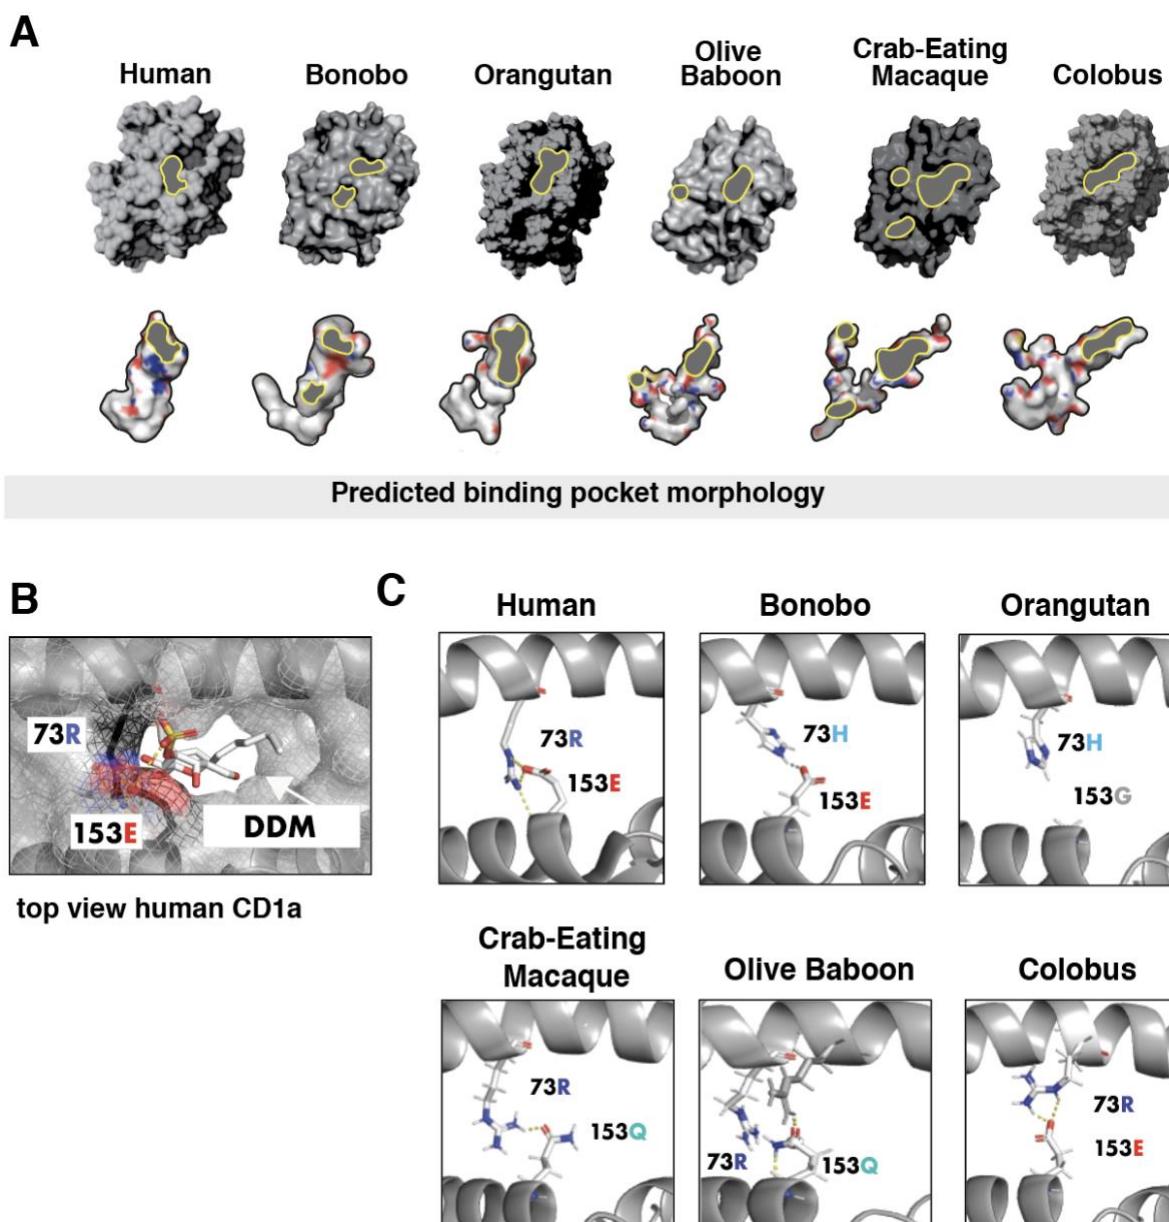 A
Human
Bonobo
Orangutan
Olive
Baboon
Crab-Eating
Macaque
Colobus
Predicted binding pocket morphology
B
73R
153E
DDM
top view human CD1a
C
Human
73R
153E
Bonobo
73H
153E
Orangutan
73H
153G
Crab-Eating
Macaque
73R
153Q
Olive Baboon
73R
153Q
Colobus
73R
153E